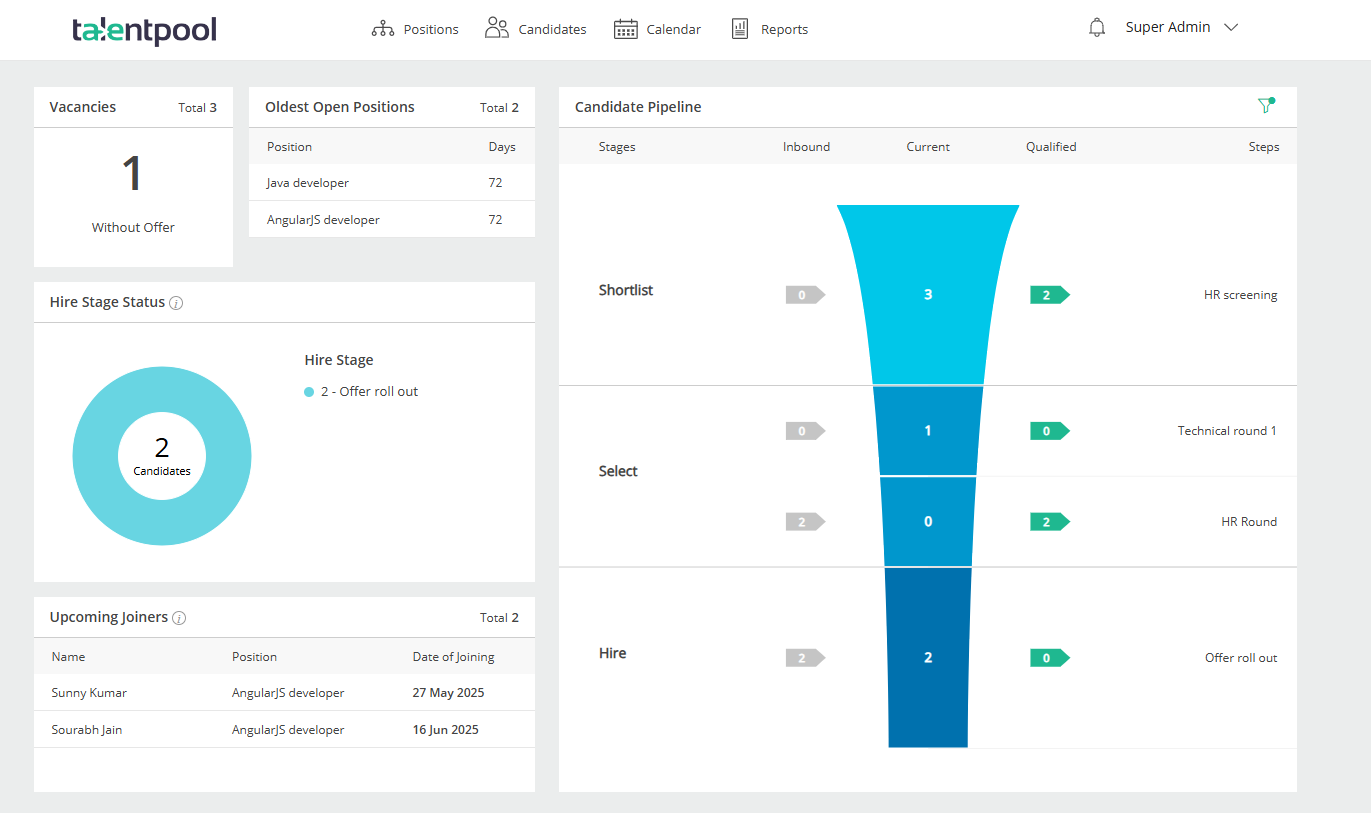 talentpool
Positions
Candidates
Calendar
Reports
Super Admin
Vacancies Total 3
1
Without Offer
Oldest Open Positions Total 2
Position Days
Java developer 72
AngularJS developer 72
Hire Stage Status i
2
Candidates
Hire Stage
2 - Offer roll out
Upcoming Joiners i Total 2
Name Position Date of Joining
Sunny Kumar AngularJS developer 27 May 2025
Sourabh Jain AngularJS developer 16 Jun 2025
Candidate Pipeline
Stages Inbound Current Qualified Steps
Shortlist 0 3 2 HR screening
0 1 0 Technical round 1
Select
2 0 2 HR Round
Hire 2 2 0 Offer roll out